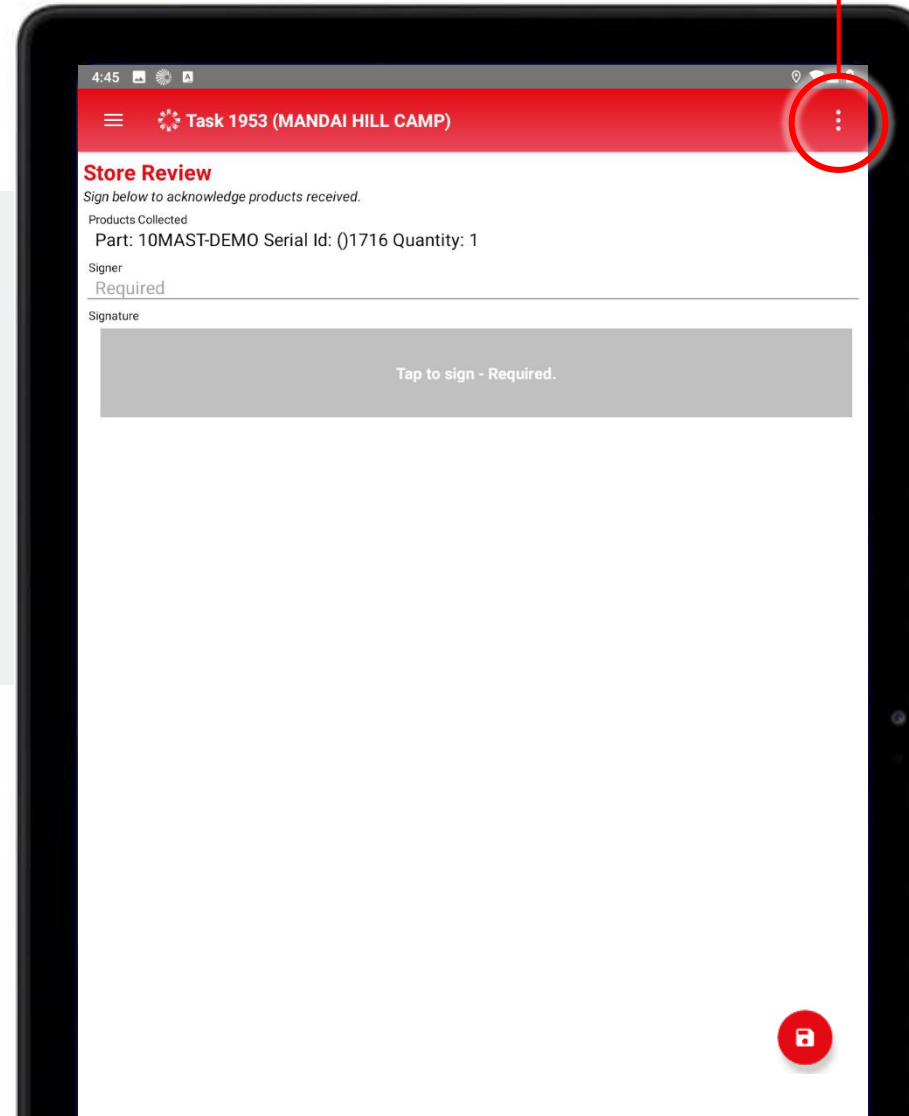 4:45
Task 1953 (MANDAI HILL CAMP)
Store Review
Sign below to acknowledge products received.
Products Collected
Part: 10MAST-DEMO Serial Id: ()1716 Quantity: 1
Signer
Required
Signature
Tap to sign - Required.